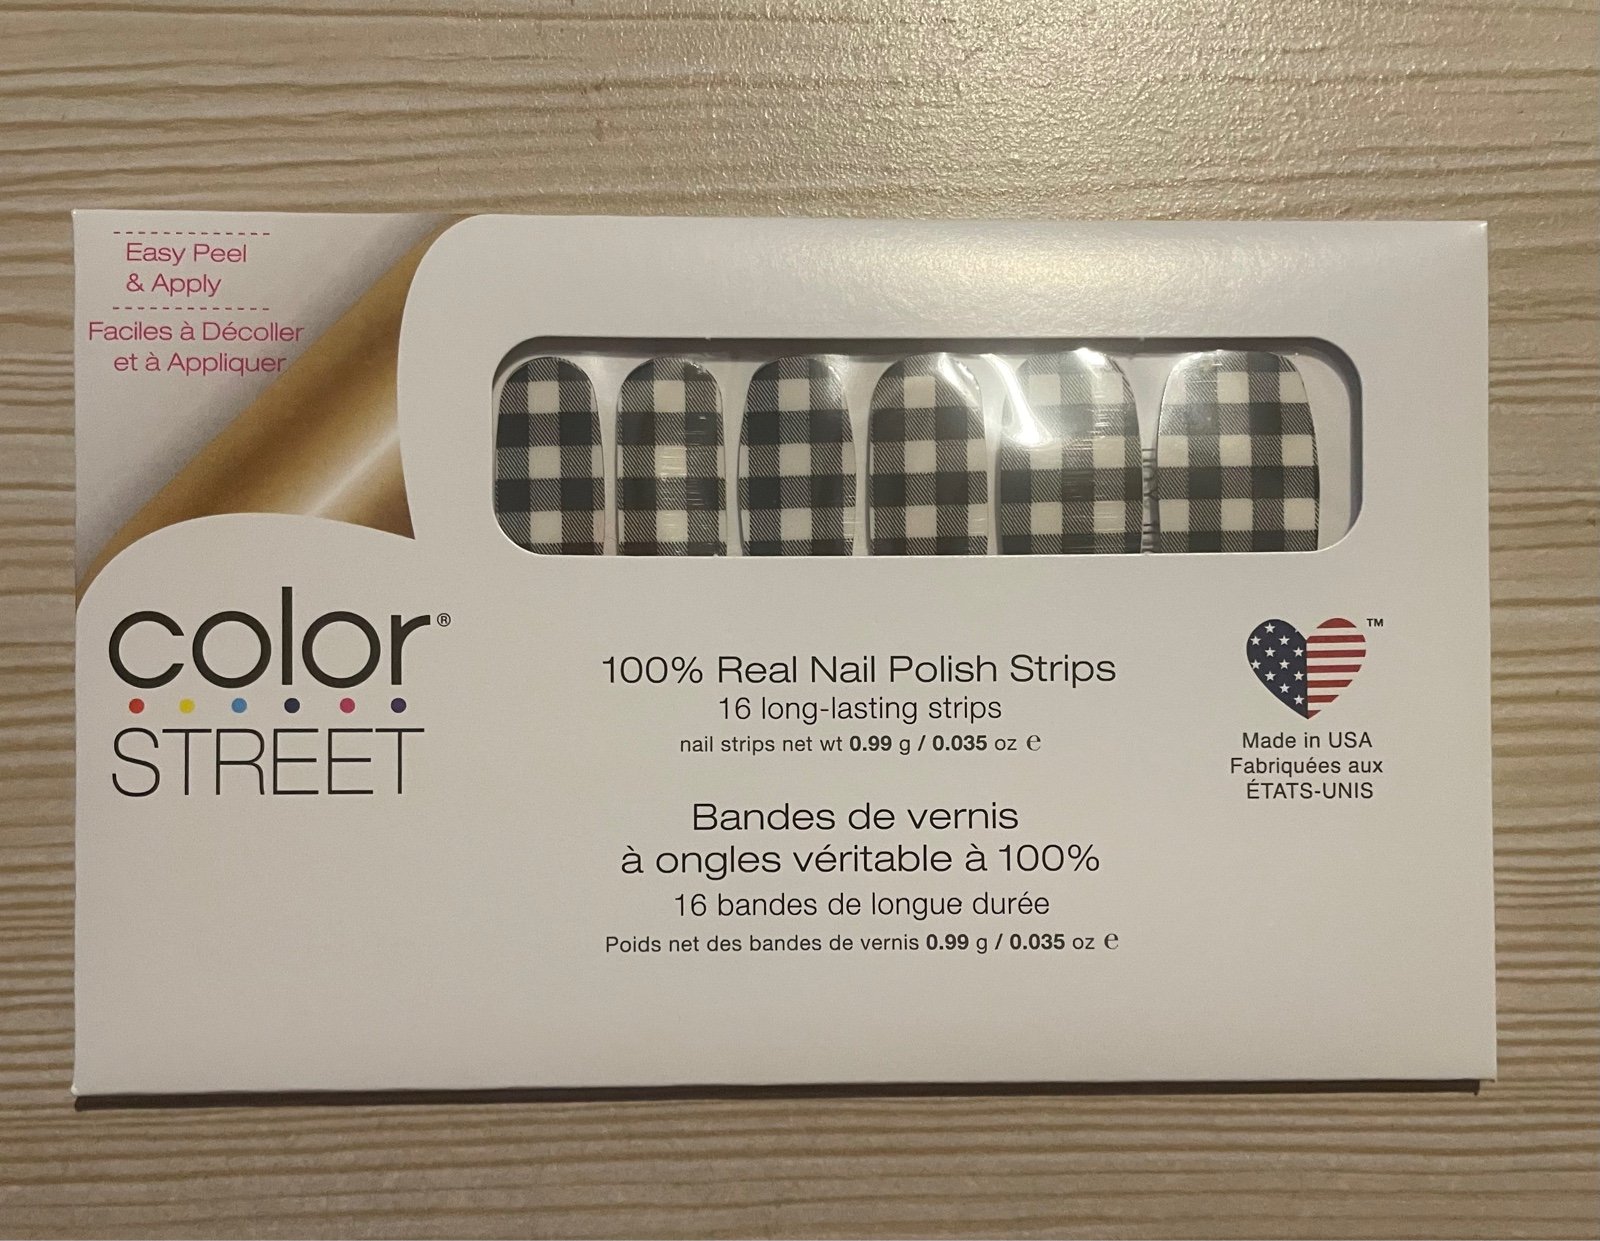 Easy Peel
& Apply
Faciles à Décoller
et à Appliquer
color®
STREET
100% Real Nail Polish Strips
16 long-lasting strips
nail strips net wt 0.99 g / 0.035 oz ℮
Bandes de vernis
à ongles véritable à 100%
16 bandes de longue durée
Poids net des bandes de vernis 0.99 g / 0.035 oz ℮
™
Made in USA
Fabriquées aux
ÉTATS-UNIS